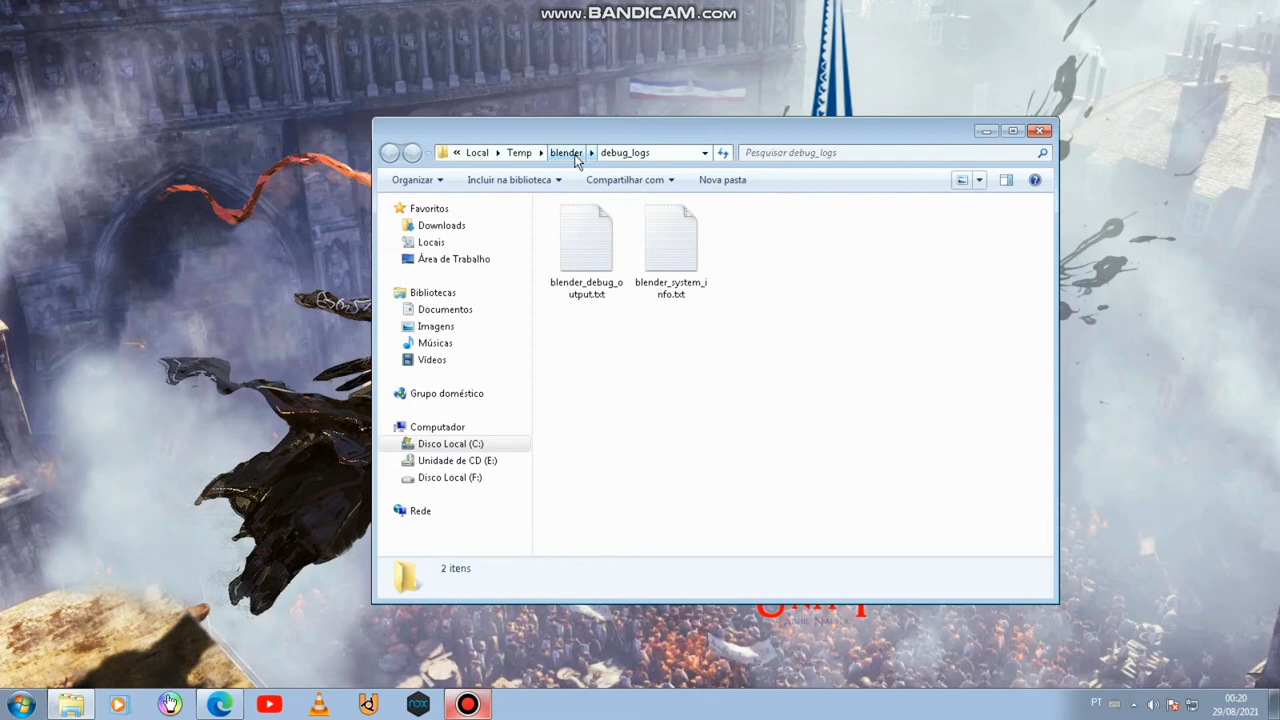 www.BANDICAM.com
« Local Temp blender debug_logs
Pesquisar debug_logs
Organizar
Incluir na biblioteca
Compartilhar com
Nova pasta
Favoritos
Downloads
Locais
Área de Trabalho
Bibliotecas
Documentos
Imagens
Músicas
Vídeos
Grupo doméstico
Computador
Disco Local (C:)
Unidade de CD (E:)
Disco Local (F:)
Rede
blender_debug_o
utput.txt
blender_system_i
nfo.txt
2 itens
nox
PT
00:20
29/08/2021